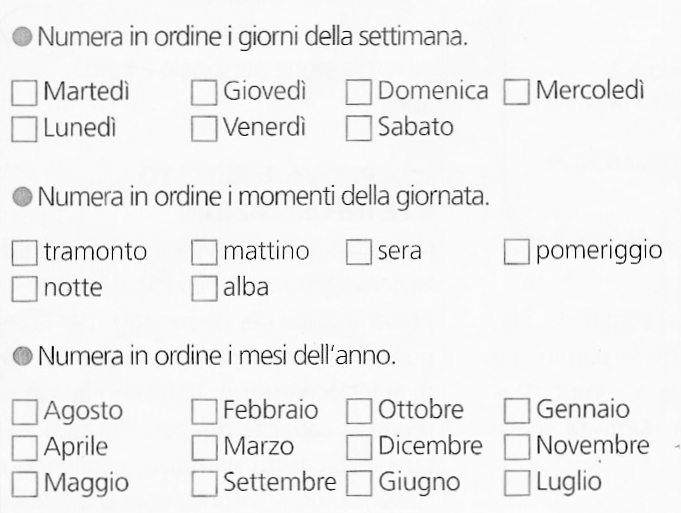 Numera in ordine i giorni della settimana.
Martedì Giovedì Domenica Mercoledì
Lunedì Venerdì Sabato
Numera in ordine i momenti della giornata.
tramonto mattino sera pomeriggio
notte alba
Numera in ordine i mesi dell'anno.
Agosto Febbraio Ottobre Gennaio
Aprile Marzo Dicembre Novembre
Maggio Settembre Giugno Luglio